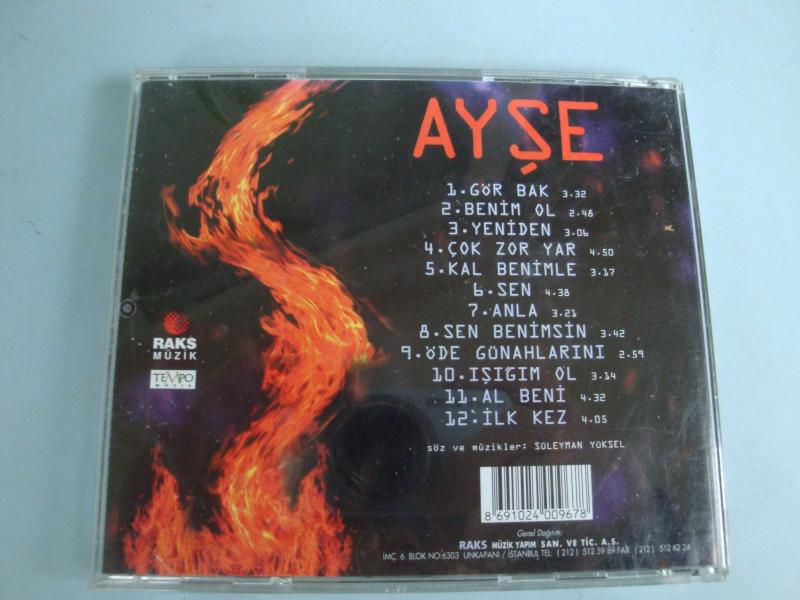 AYŞE
1.GÖR BAK 3.32
2.BENİM OL 2.48
3.YENİDEN 3.06
4.ÇOK ZOR YAR 4.50
5.KAL BENİMLE 3.17
6.SEN 4.38
7.ANLA 3.21
8.SEN BENİMSİN 3.42
9.ÖDE GÜNAHLARINI 2.59
10.IŞIĞIM OL 3.14
11.AL BENİ 4.32
12.İLK KEZ 4.05
söz ve müzikler: SÜLEYMAN YÜKSEL
RAKS
MÜZİK
TEMPO
MÜZİK
8 691024 009678
Genel Dağıtım:
RAKS MÜZİK YAPIM SAN. VE TİC. A.Ş.
İMÇ. 6. BLOK NO:6303 UNKAPANI / İSTANBUL TEL: ( 212 ) 512 59 89 FAX: ( 212 ) 512 62 24